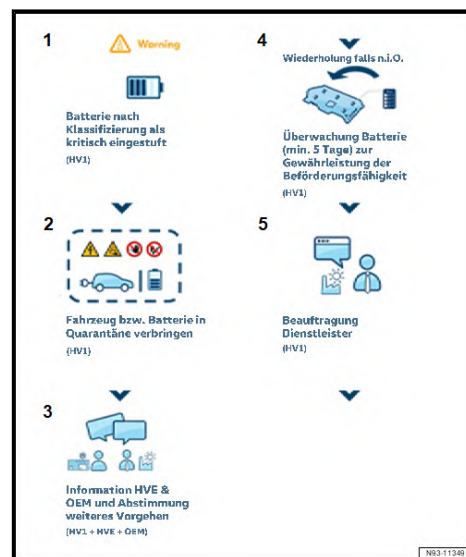 1
Warning
Batterie nach
Klassifizierung als
kritisch eingestuft
(HV1)
2
Fahrzeug bzw. Batterie in
Quarantäne verbringen
(HV1)
3
Information HVE &
OEM und Abstimmung
weiteres Vorgehen
(HV1 + HVE + OEM)
4
Wiederholung falls n.i.O.
Überwachung Batterie
(min. 5 Tage) zur
Gewährleistung der
Beförderungsfähigkeit
(HV1)
5
Beauftragung
Dienstleister
(HV1)
N93-11349